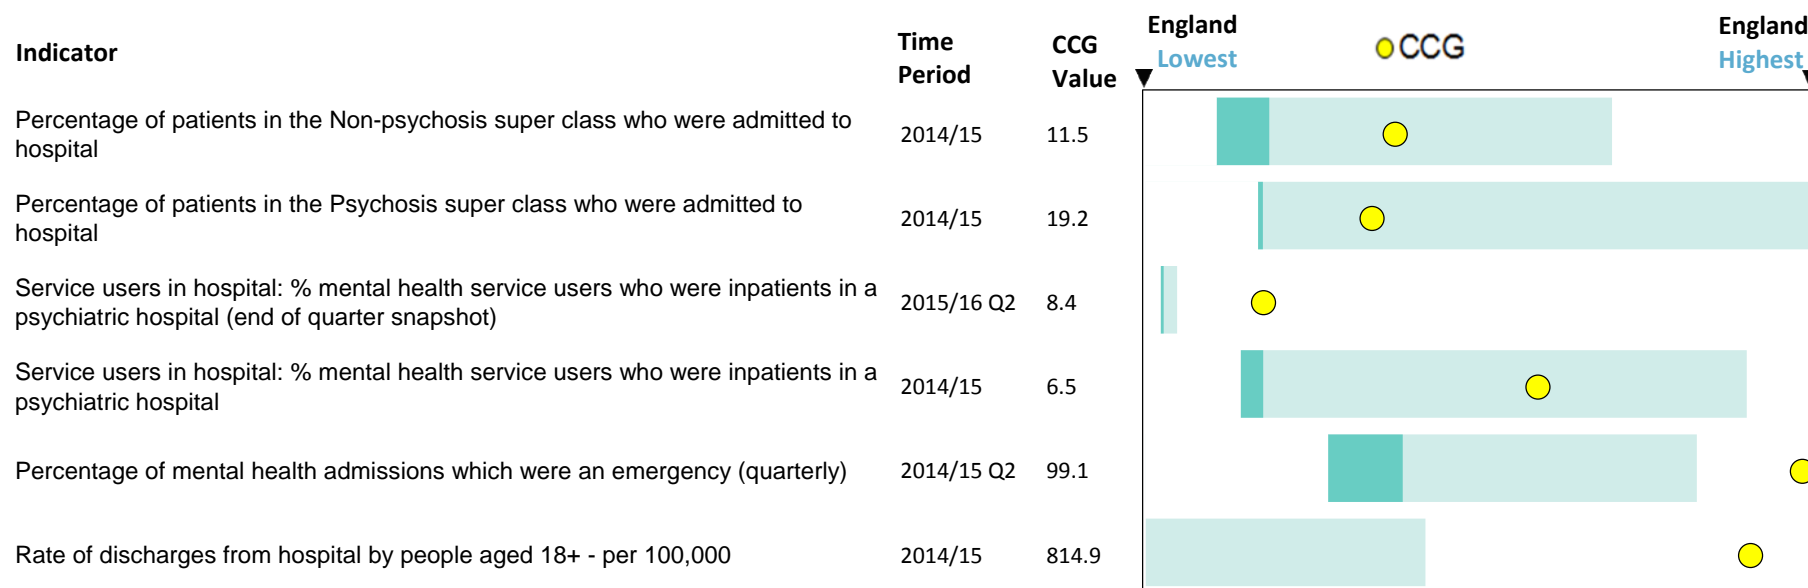 Indicator
Time Period
CCG Value
England Lowest
CCG
England Highest
Percentage of patients in the Non-psychosis super class who were admitted to
hospital
2014/15
11.5
Percentage of patients in the Psychosis super class who were admitted to
hospital
2014/15
19.2
Service users in hospital: % mental health service users who were inpatients in a
psychiatric hospital (end of quarter snapshot)
2015/16 Q2
8.4
Service users in hospital: % mental health service users who were inpatients in a
psychiatric hospital
2014/15
6.5
Percentage of mental health admissions which were an emergency (quarterly)
2014/15 Q2
99.1
Rate of discharges from hospital by people aged 18+ - per 100,000
2014/15
814.9